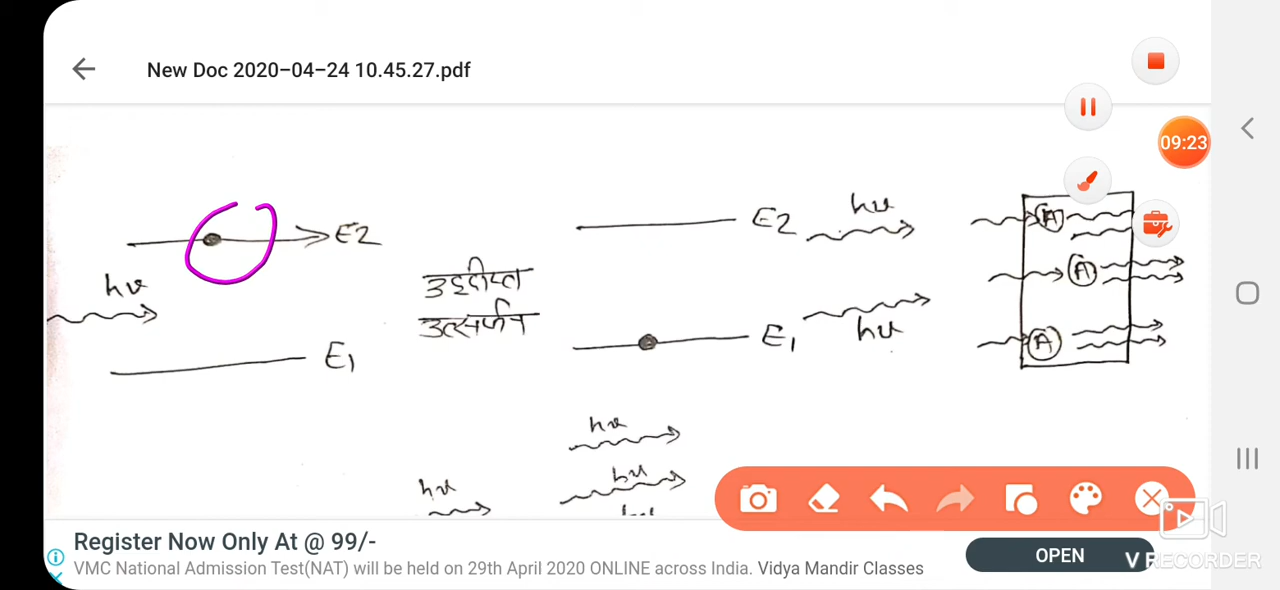 New Doc 2020-04-24 10.45.27.pdf
09:23
E2
hν
E1
उद्दीप्त
उत्सर्जन
E2
hν
E1
hν
A
A
A
hν
hν
hν
Register Now Only At @ 99/-
VMC National Admission Test(NAT) will be held on 29th April 2020 ONLINE across India. Vidya Mandir Classes
OPEN
V RECORDER